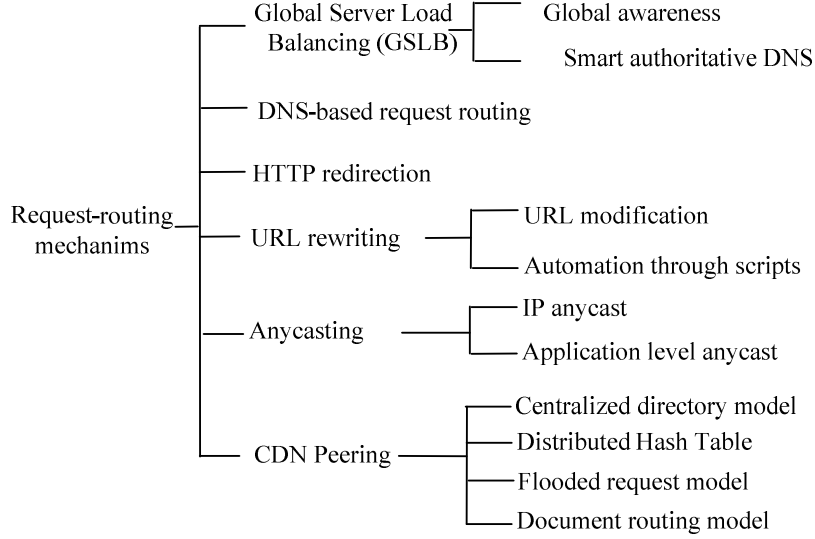 Global Server Load
Balancing (GSLB)
Global awareness
Smart authoritative DNS
DNS-based request routing
HTTP redirection
Request-routing
mechanims
URL rewriting
URL modification
Automation through scripts
Anycasting
IP anycast
Application level anycast
CDN Peering
Centralized directory model
Distributed Hash Table
Flooded request model
Document routing model